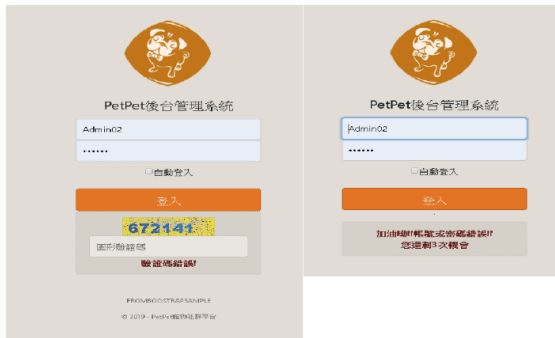 PetPet後台管理系統
Admin02
••••••
自動登入
登入
672141
圖形驗證碼
驗證碼錯誤!
FROMBOOSTRAPSAMPLE
© 2019 - PetPet寵物社群平台
PetPet後台管理系統
Admin02
••••••
自動登入
登入
加油啊!!帳號或密碼錯誤!!
您還剩3次機會